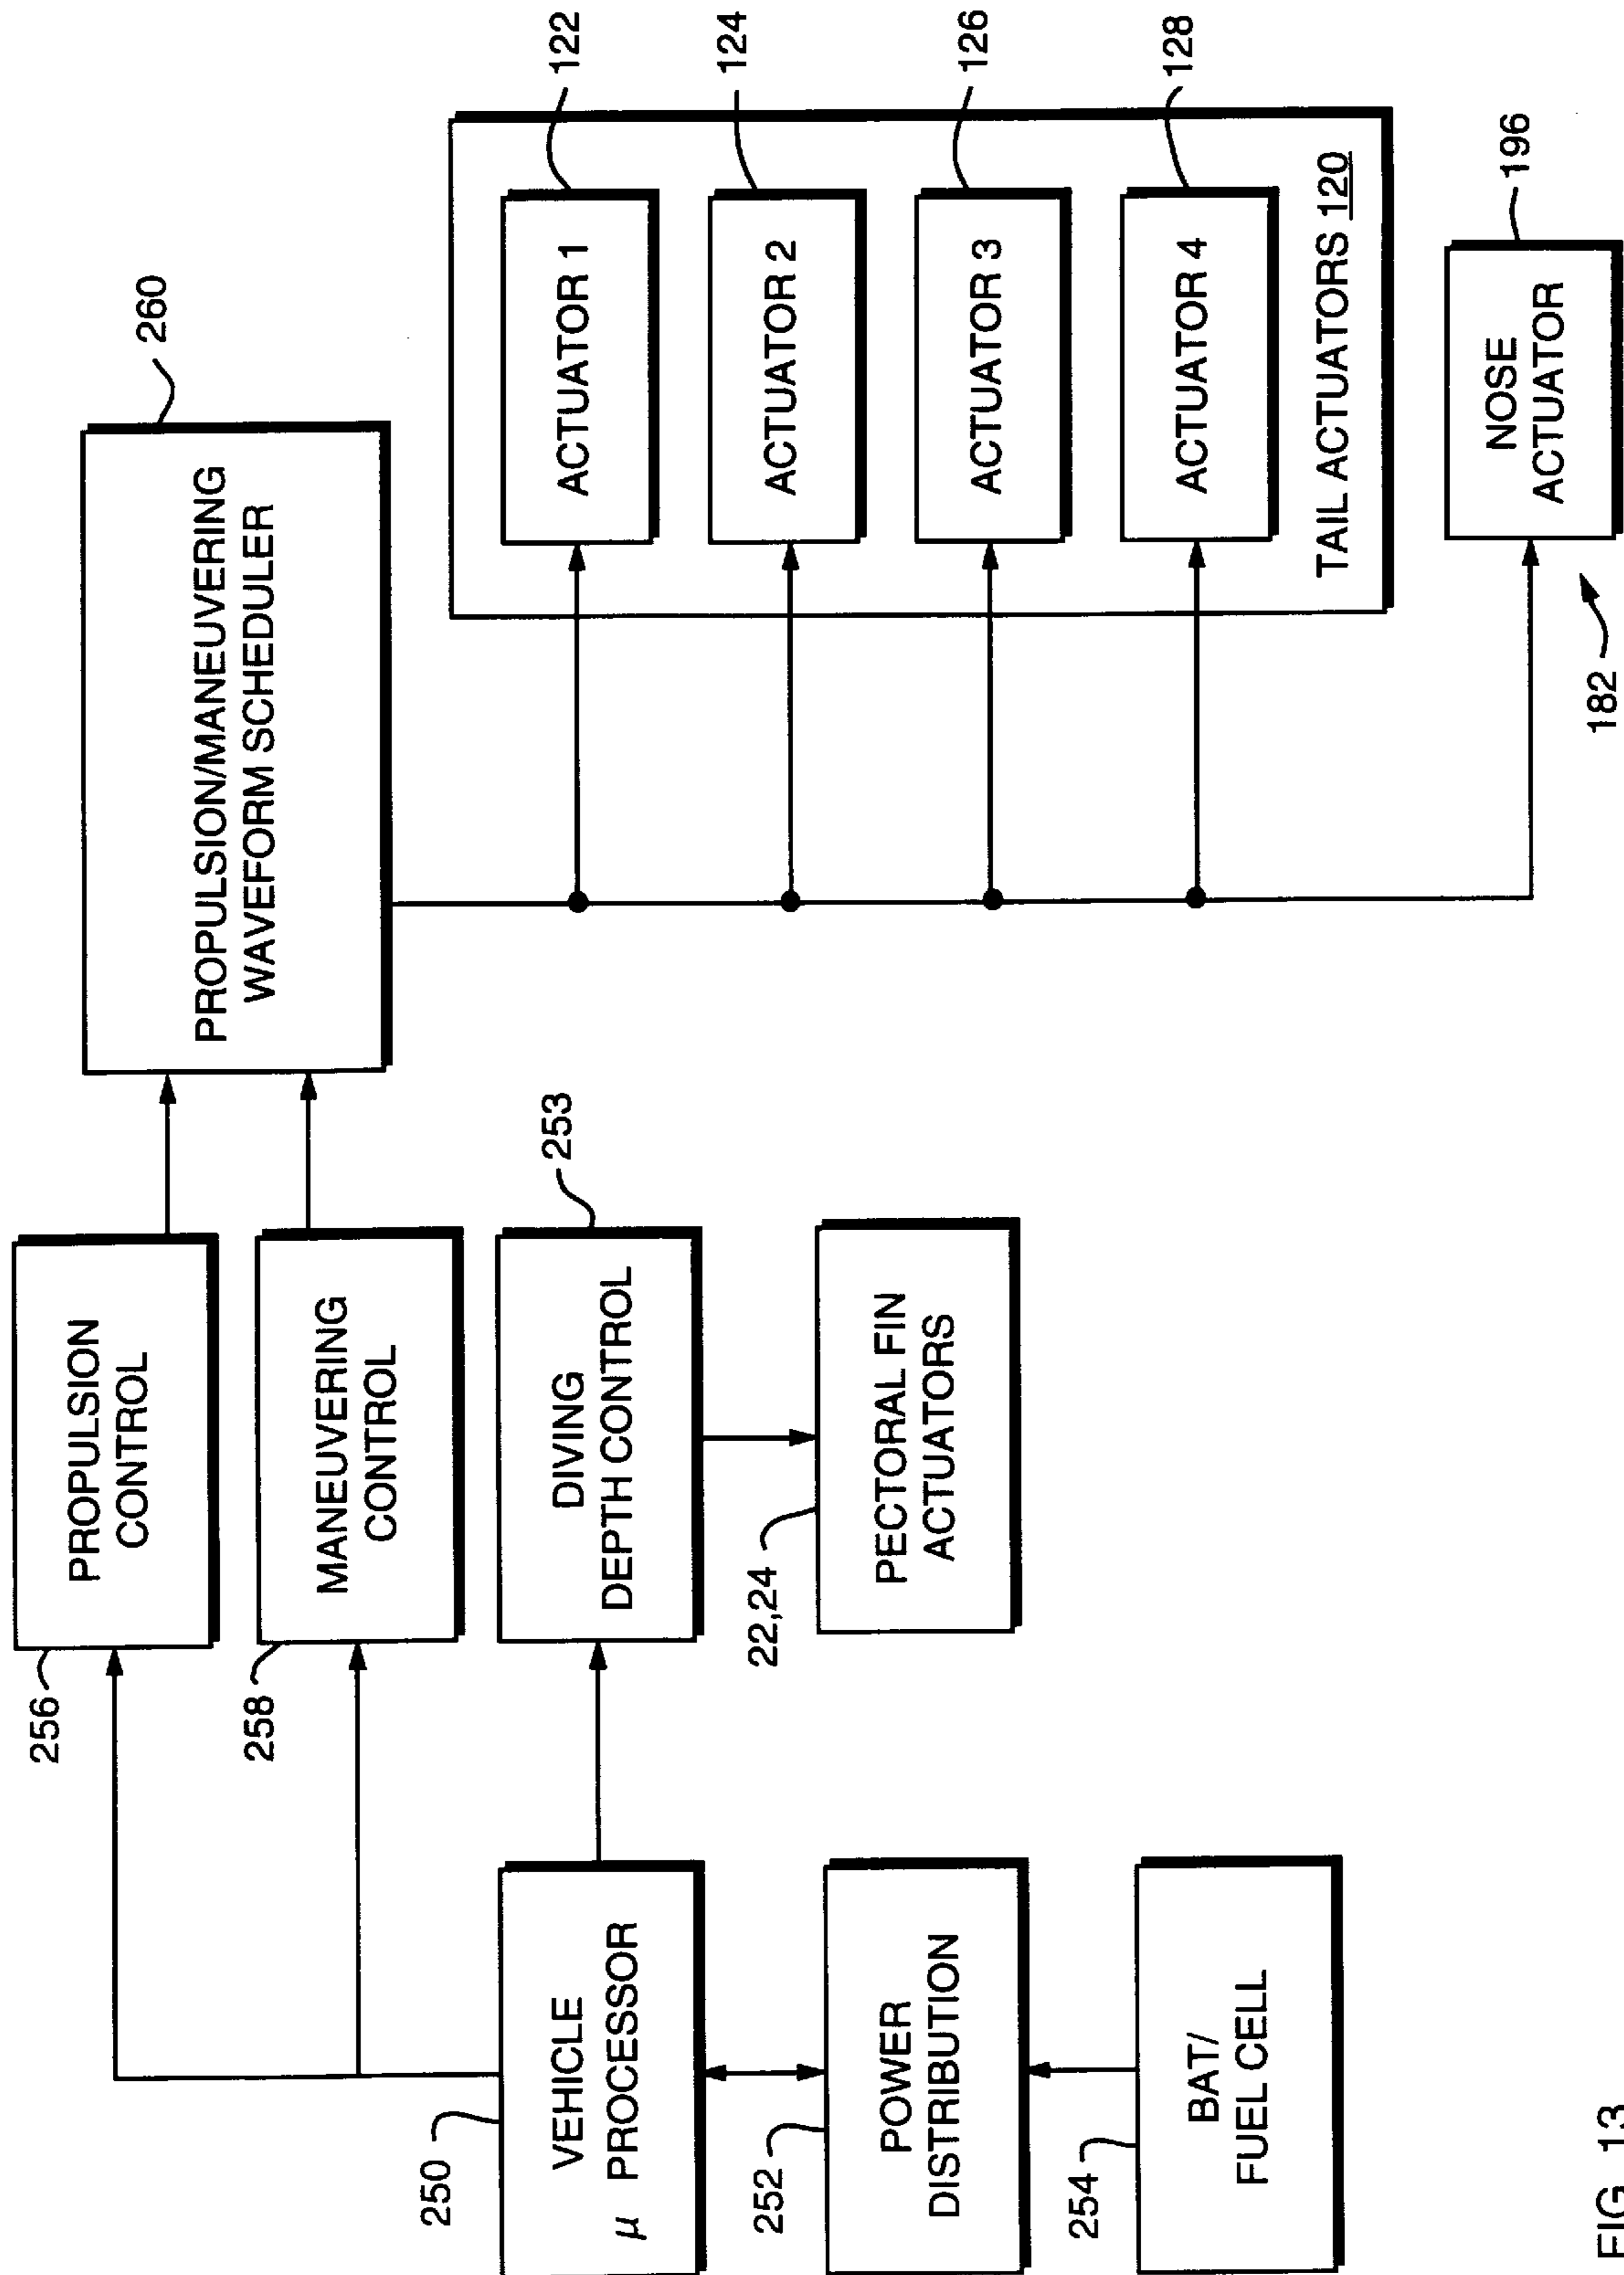 256
PROPULSION
CONTROL
258
MANEUVERING
CONTROL
253
DIVING
DEPTH CONTROL
22,24
PECTORAL FIN
ACTUATORS
250
VEHICLE
μ PROCESSOR
252
POWER
DISTRIBUTION
254
BAT/
FUEL CELL
260
PROPULSION/MANEUVERING
WAVEFORM SCHEDULER
ACTUATOR 1
122
ACTUATOR 2
124
ACTUATOR 3
126
ACTUATOR 4
128
TAIL ACTUATORS 120
NOSE
ACTUATOR
196
182
FIG. 13